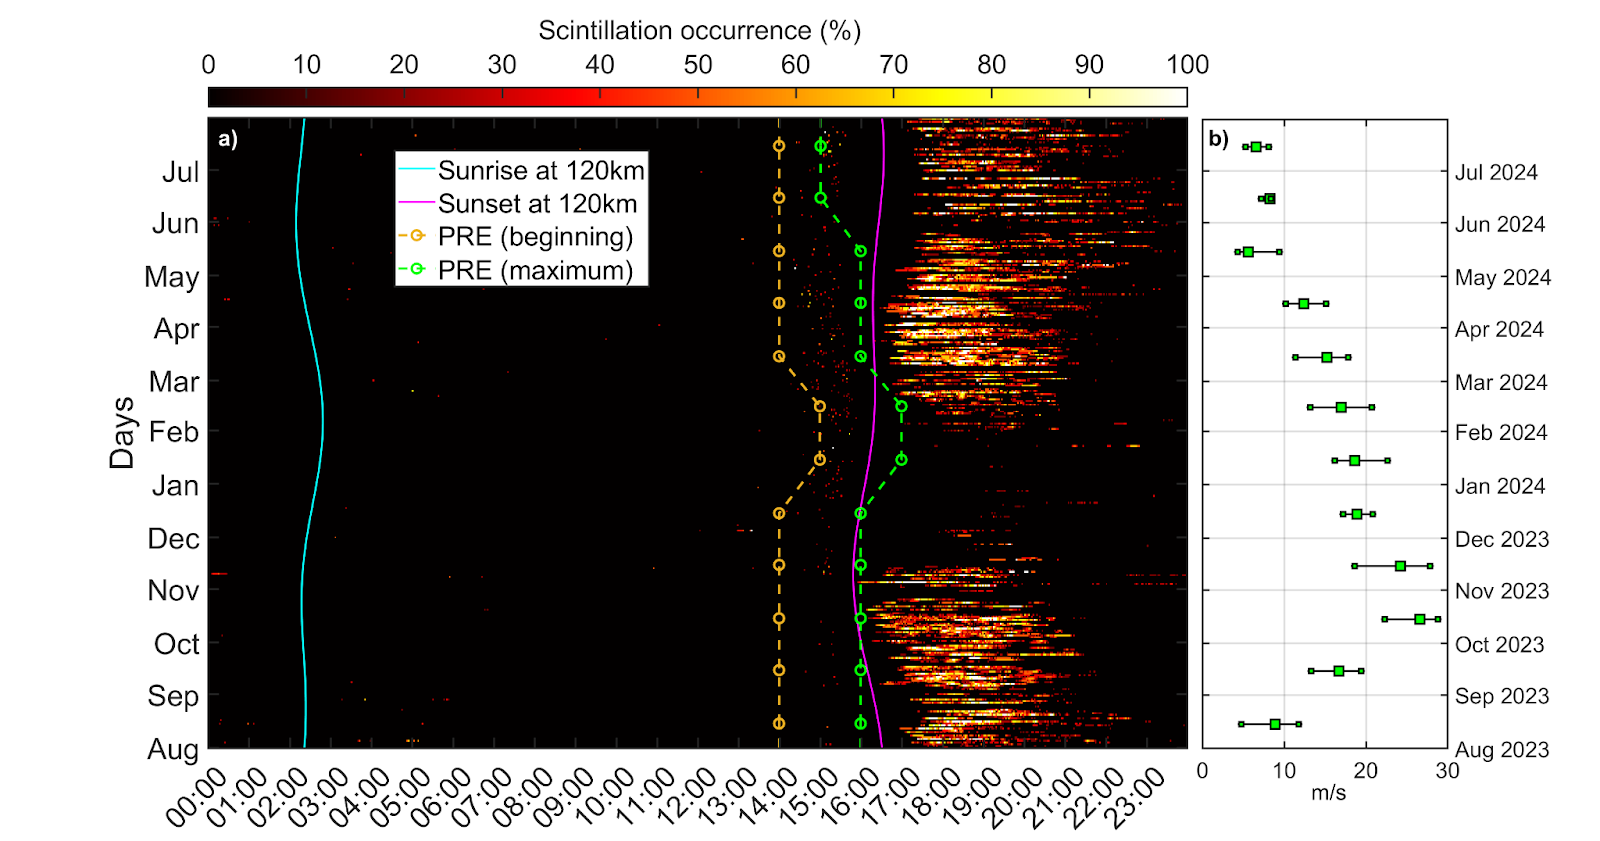 Scintillation occurrence (%)
0 10 20 30 40 50 60 70 80 90 100
a)
b)
Sunrise at 120km
Sunset at 120km
PRE (beginning)
PRE (maximum)
Days
Jul
Jun
May
Apr
Mar
Feb
Jan
Dec
Nov
Oct
Sep
Aug
00:00 01:00 02:00 03:00 04:00 05:00 06:00 07:00 08:00 09:00 10:00 11:00 12:00 13:00 14:00 15:00 16:00 17:00 18:00 19:00 20:00 21:00 22:00 23:00
Jul 2024
Jun 2024
May 2024
Apr 2024
Mar 2024
Feb 2024
Jan 2024
Dec 2023
Nov 2023
Oct 2023
Sep 2023
Aug 2023
0 10 20 30
m/s